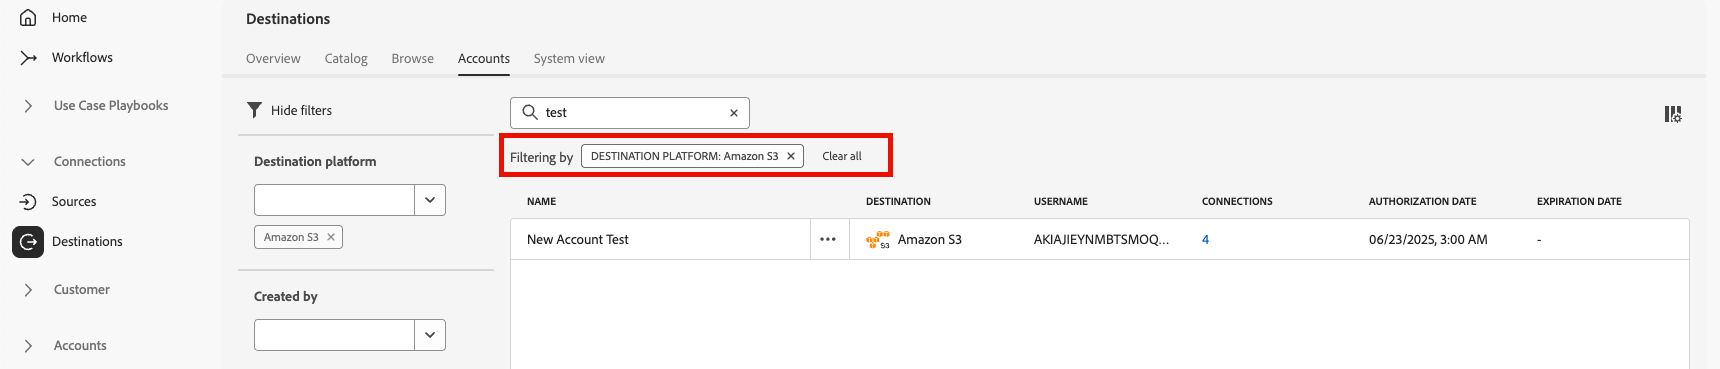 Home
Workflows
Use Case Playbooks
Connections
Sources
Destinations
Customer
Accounts
Destinations
Overview Catalog Browse Accounts System view
Hide filters
Destination platform
Amazon S3 ×
Created by
test ×
Filtering by DESTINATION PLATFORM: Amazon S3 × Clear all
NAME DESTINATION USERNAME CONNECTIONS AUTHORIZATION DATE EXPIRATION DATE
New Account Test ••• S3 Amazon S3 AKIAJIEYNMBTSMOQ... 4 06/23/2025, 3:00 AM -